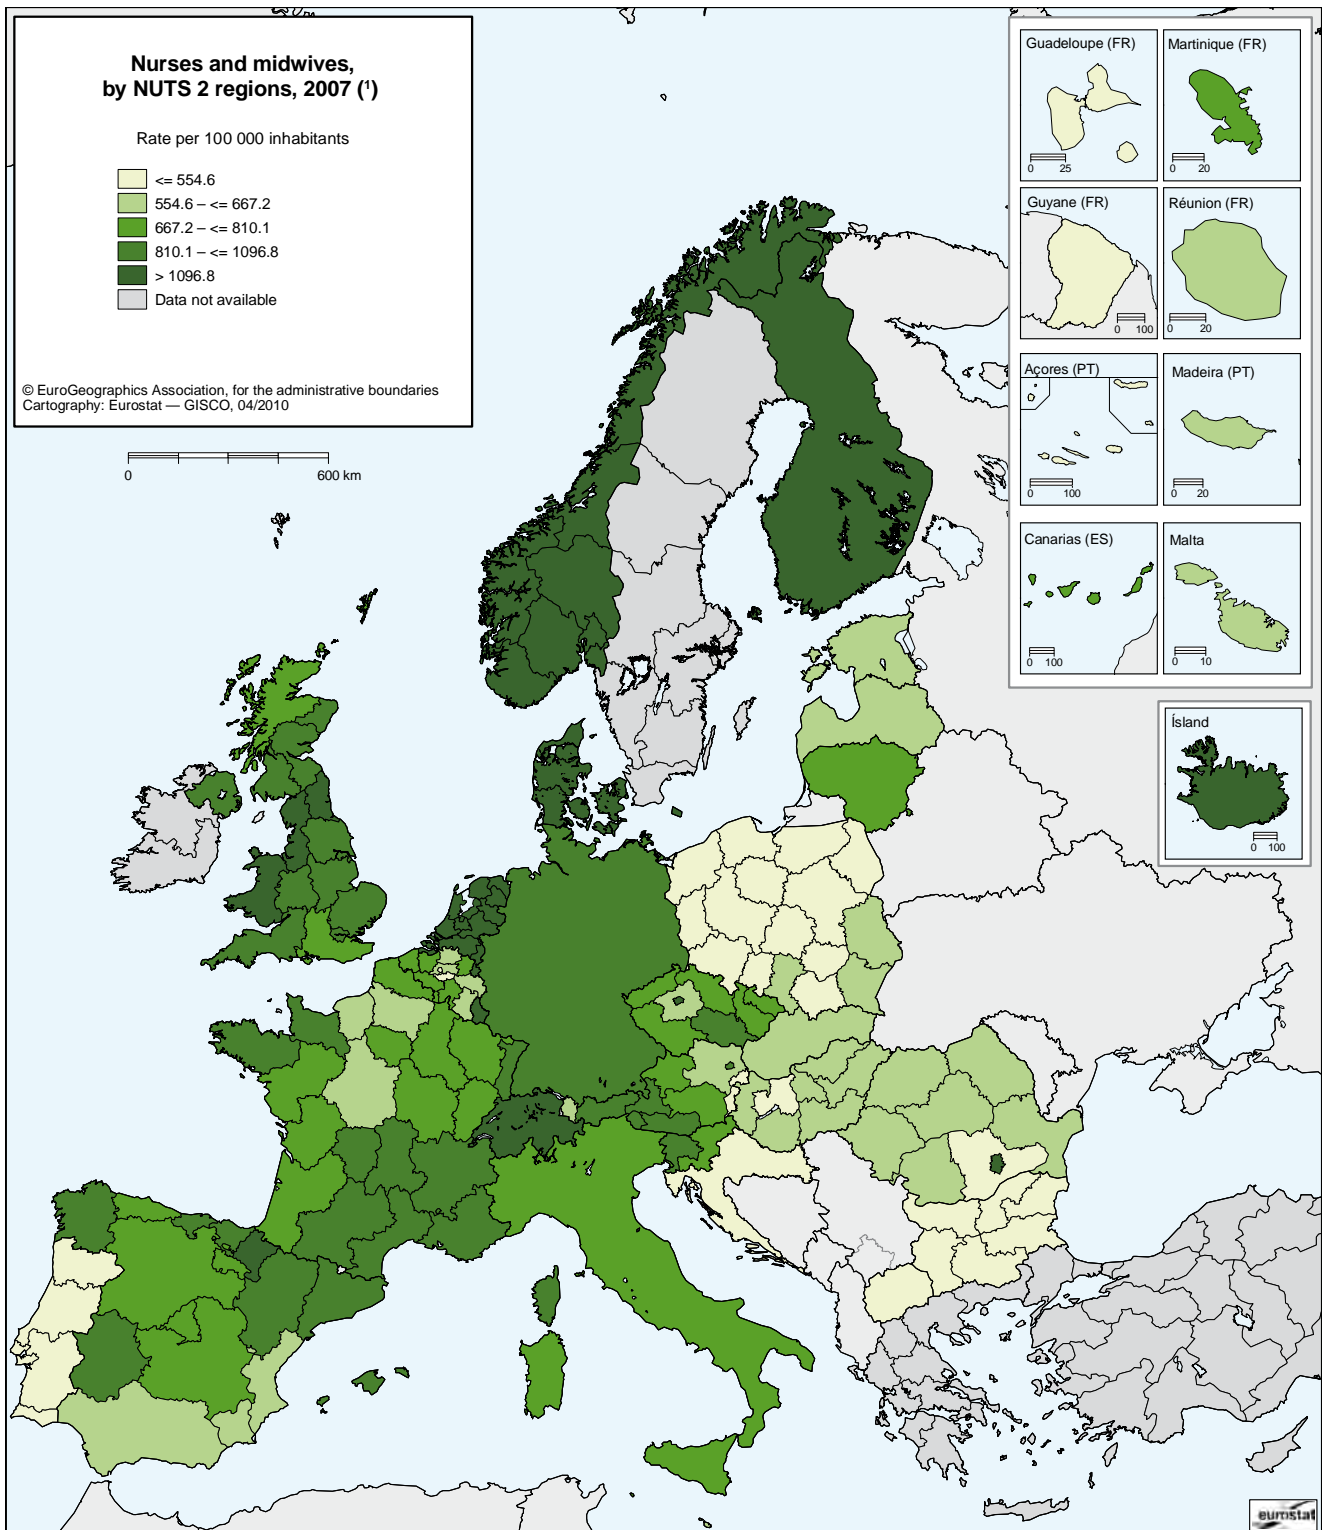 Nurses and midwives,
by NUTS 2 regions, 2007 (¹)
Rate per 100 000 inhabitants
<= 554.6
554.6 – <= 667.2
667.2 – <= 810.1
810.1 – <= 1096.8
> 1096.8
Data not available
© EuroGeographics Association, for the administrative boundaries
Cartography: Eurostat — GISCO, 04/2010
0 600 km
Guadeloupe (FR)
0 25
Martinique (FR)
0 20
Guyane (FR)
0 100
Réunion (FR)
0 20
Açores (PT)
0 100
Madeira (PT)
0 20
Canarias (ES)
0 100
Malta
0 10
Ísland
0 100
eurostat